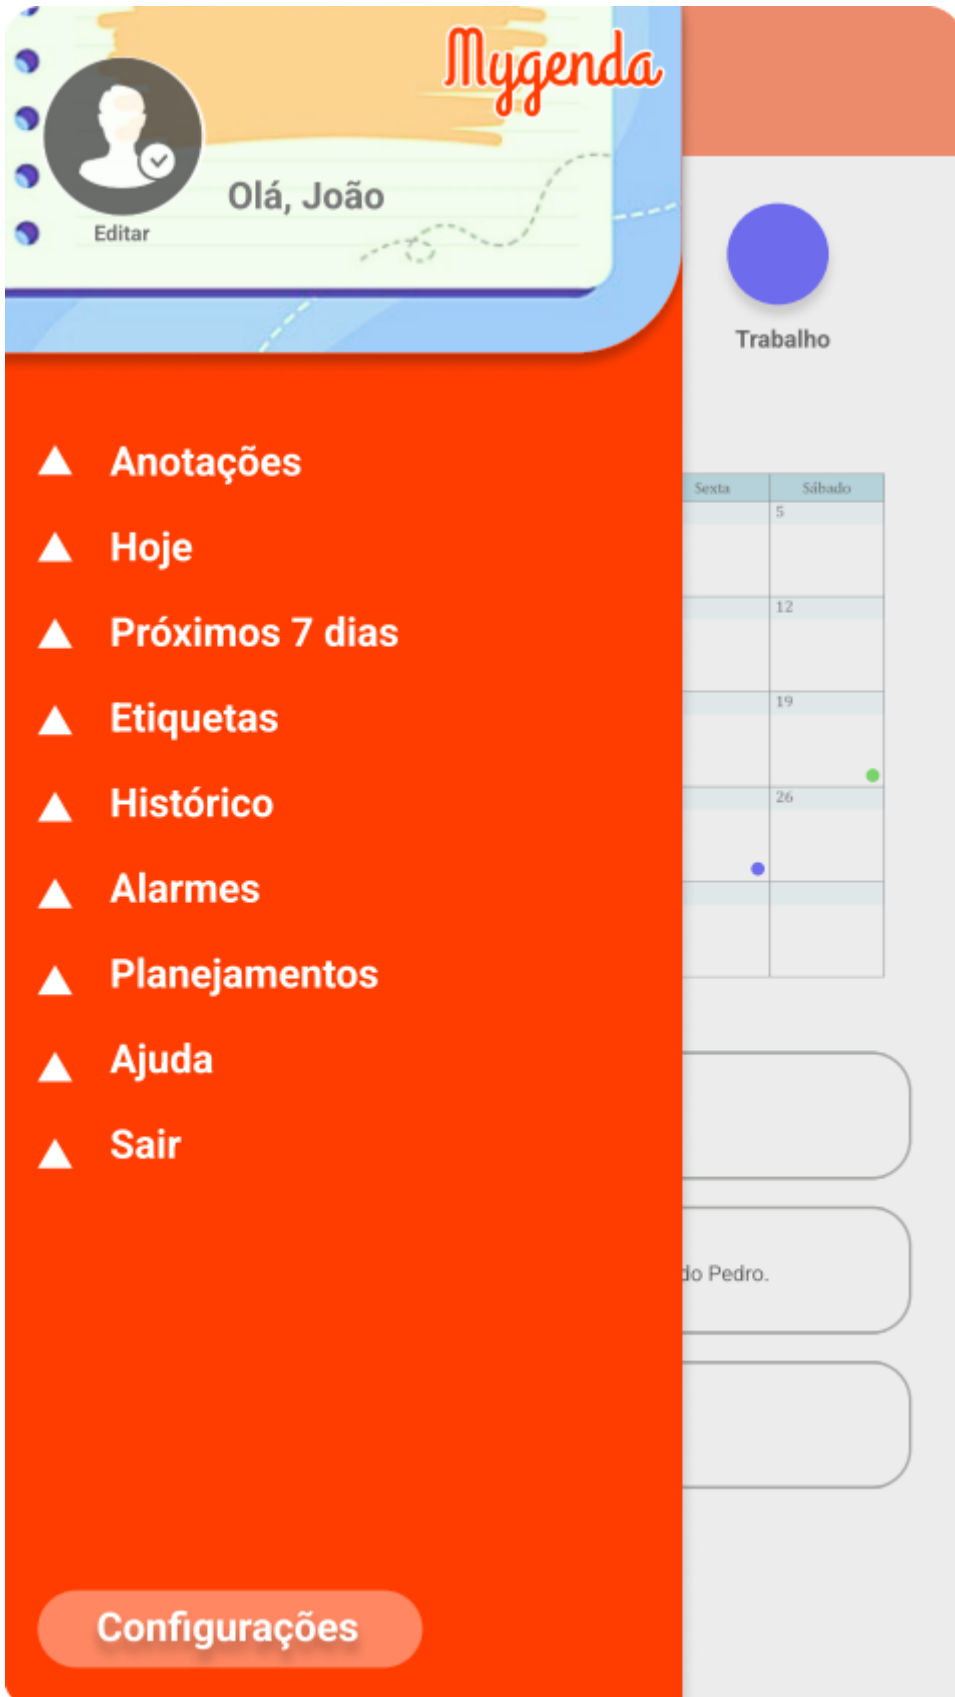 Mygenda
Olá, João
Editar
Trabalho
Anotações
Hoje
Próximos 7 dias
Etiquetas
Histórico
Alarmes
Planejamentos
Ajuda
Sair
Sexta Sábado
5
12
19
26
do Pedro.
Configurações